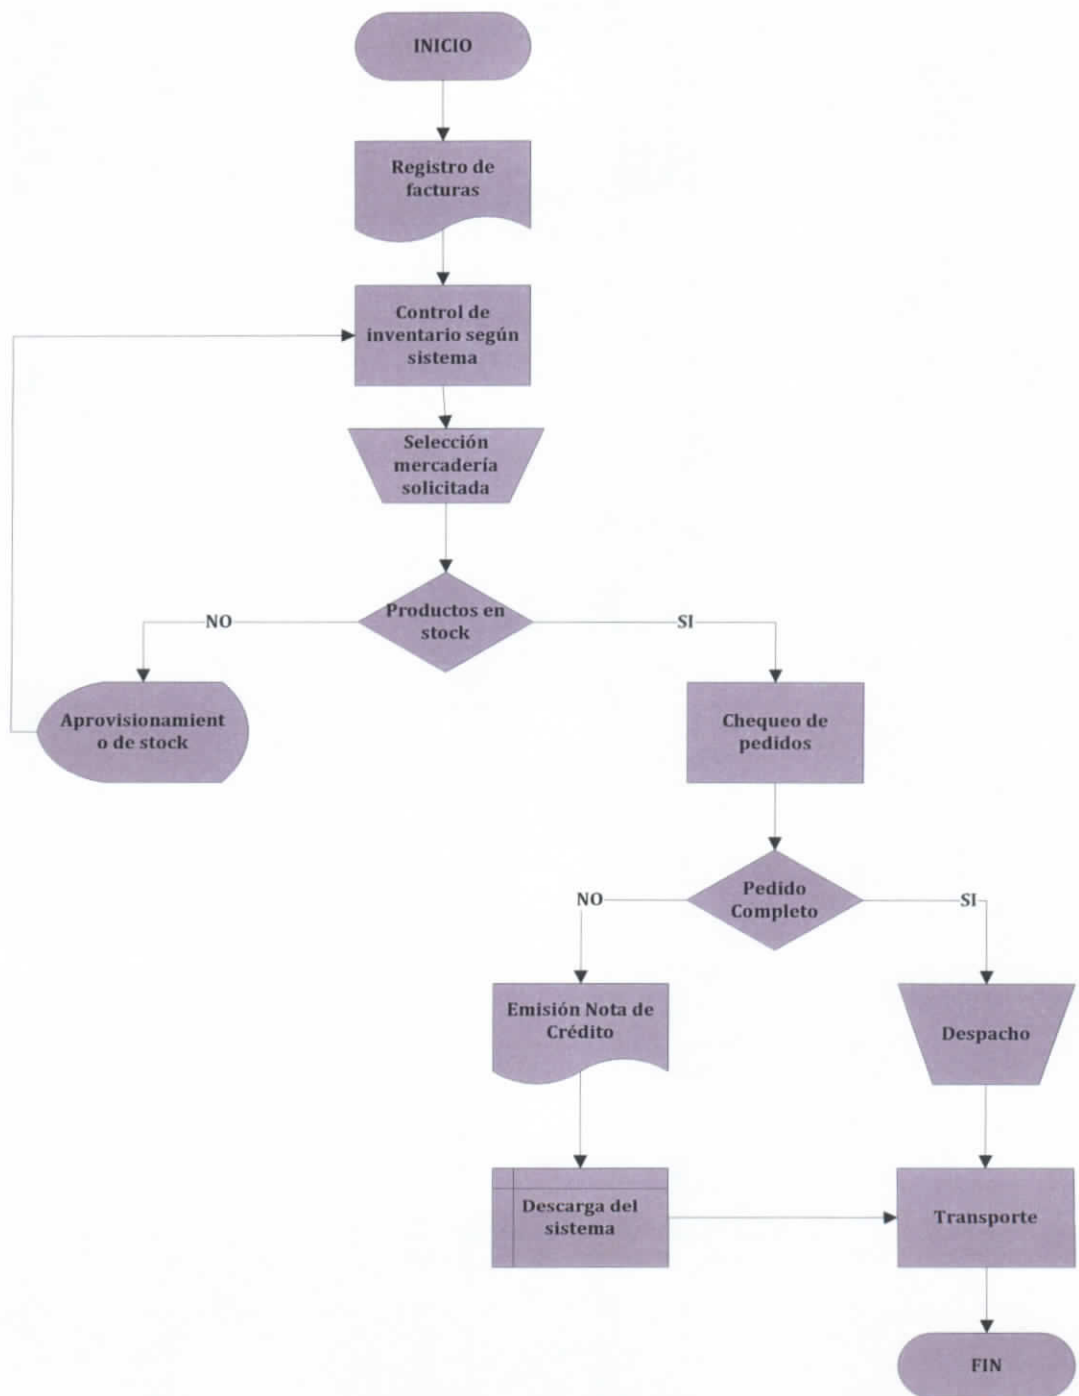 INICIO
Registro de
facturas
Control de
inventario según
sistema
Selección
mercadería
solicitada
Productos en
stock
NO
SI
Aprovisionamient
o de stock
Chequeo de
pedidos
Pedido
Completo
NO
SI
Emisión Nota de
Crédito
Despacho
Descarga del
sistema
Transporte
FIN